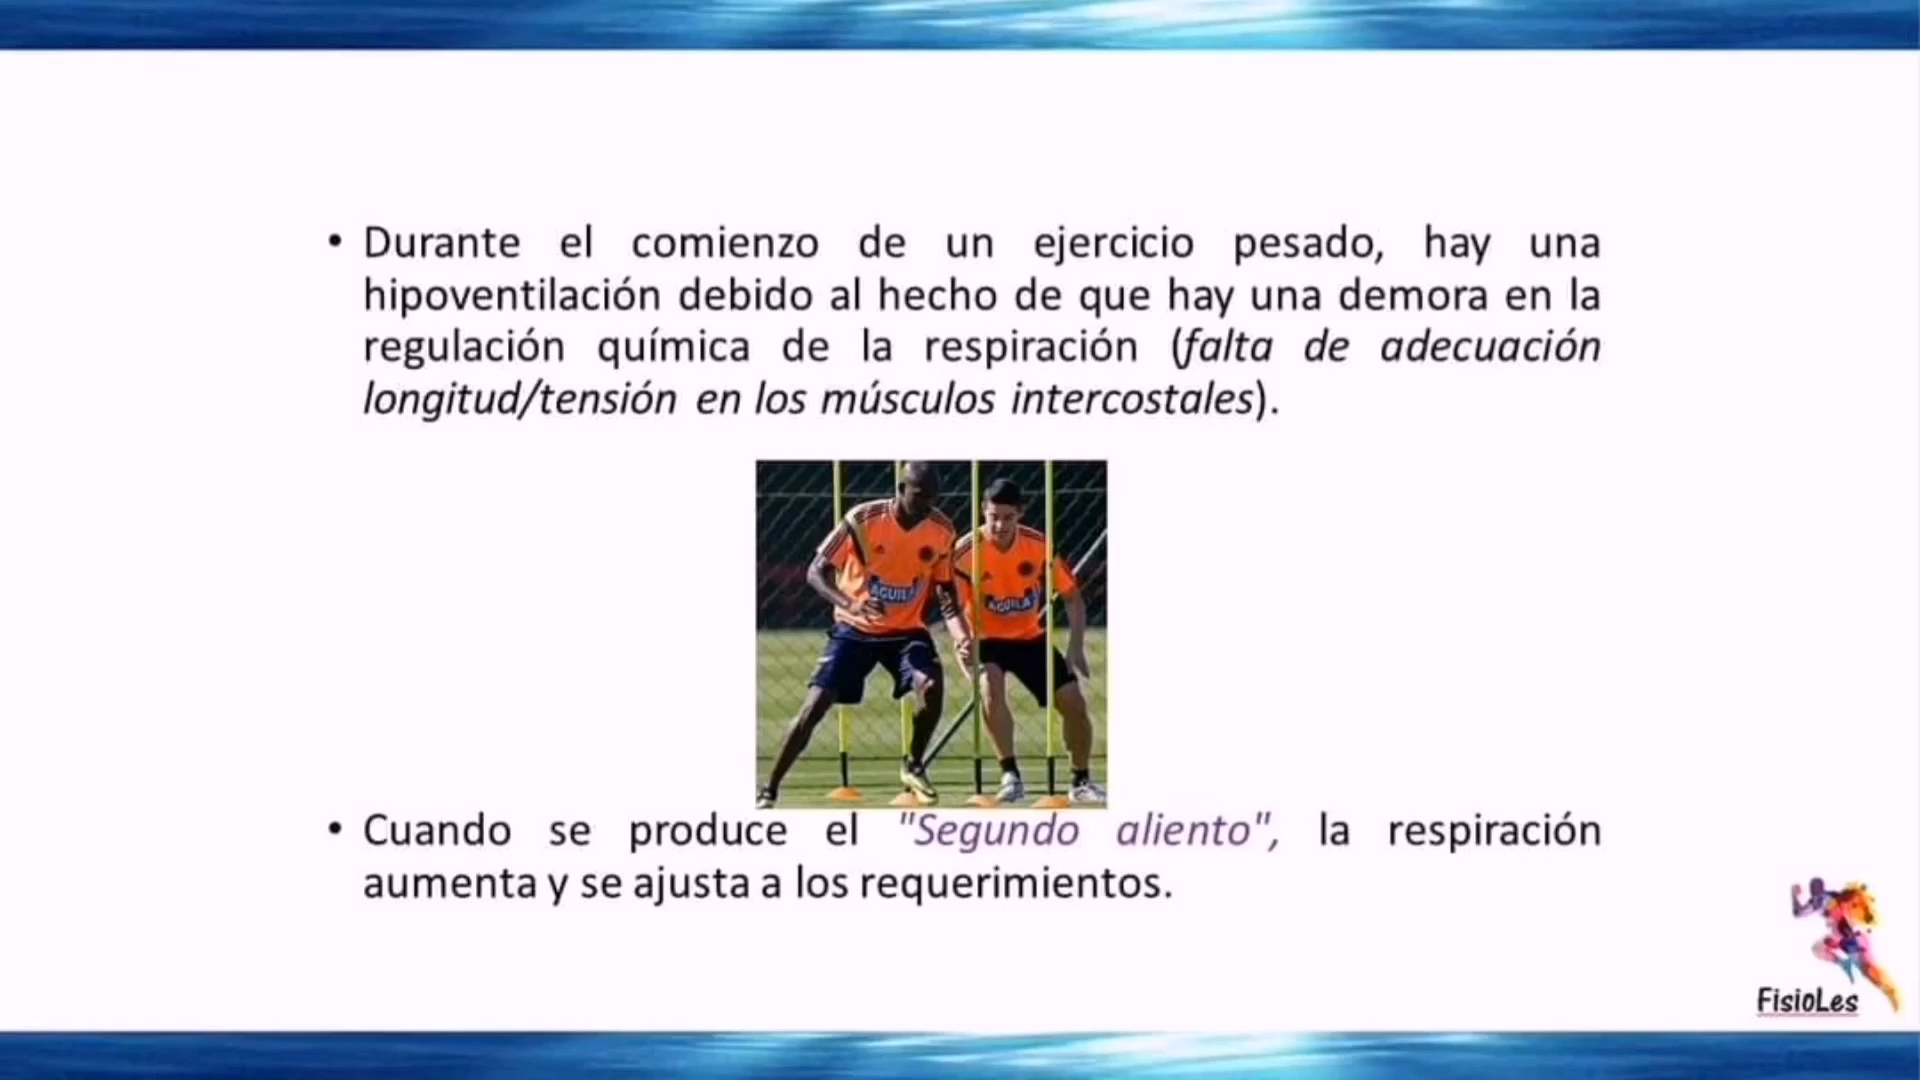 • Durante el comienzo de un ejercicio pesado, hay una
hipoventilación debido al hecho de que hay una demora en la
regulación química de la respiración (falta de adecuación
longitud/tensión en los músculos intercostales).
AGUILA
AGUILA
• Cuando se produce el "Segundo aliento", la respiración
aumenta y se ajusta a los requerimientos.
FisioLes